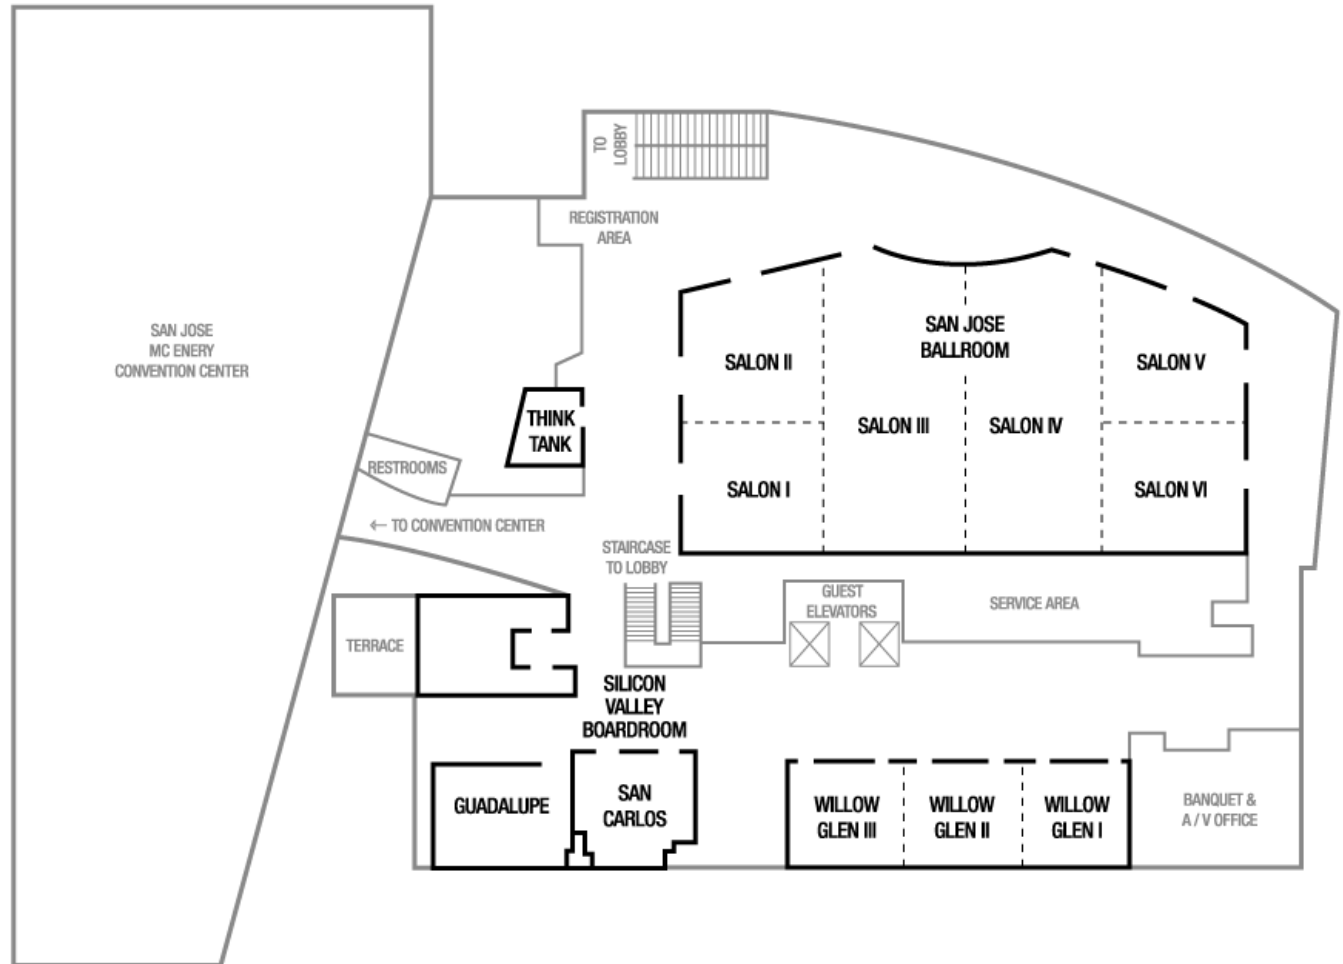 TO
LOBBY
REGISTRATION
AREA
SAN JOSE
MC ENERY
CONVENTION CENTER
SAN JOSE
BALLROOM
SALON II
SALON V
THINK
TANK
SALON III
SALON IV
RESTROOMS
SALON I
SALON VI
← TO CONVENTION CENTER
STAIRCASE
TO LOBBY
GUEST
ELEVATORS
SERVICE AREA
TERRACE
SILICON
VALLEY
BOARDROOM
GUADALUPE
SAN
CARLOS
WILLOW
GLEN III
WILLOW
GLEN II
WILLOW
GLEN I
BANQUET &
A / V OFFICE